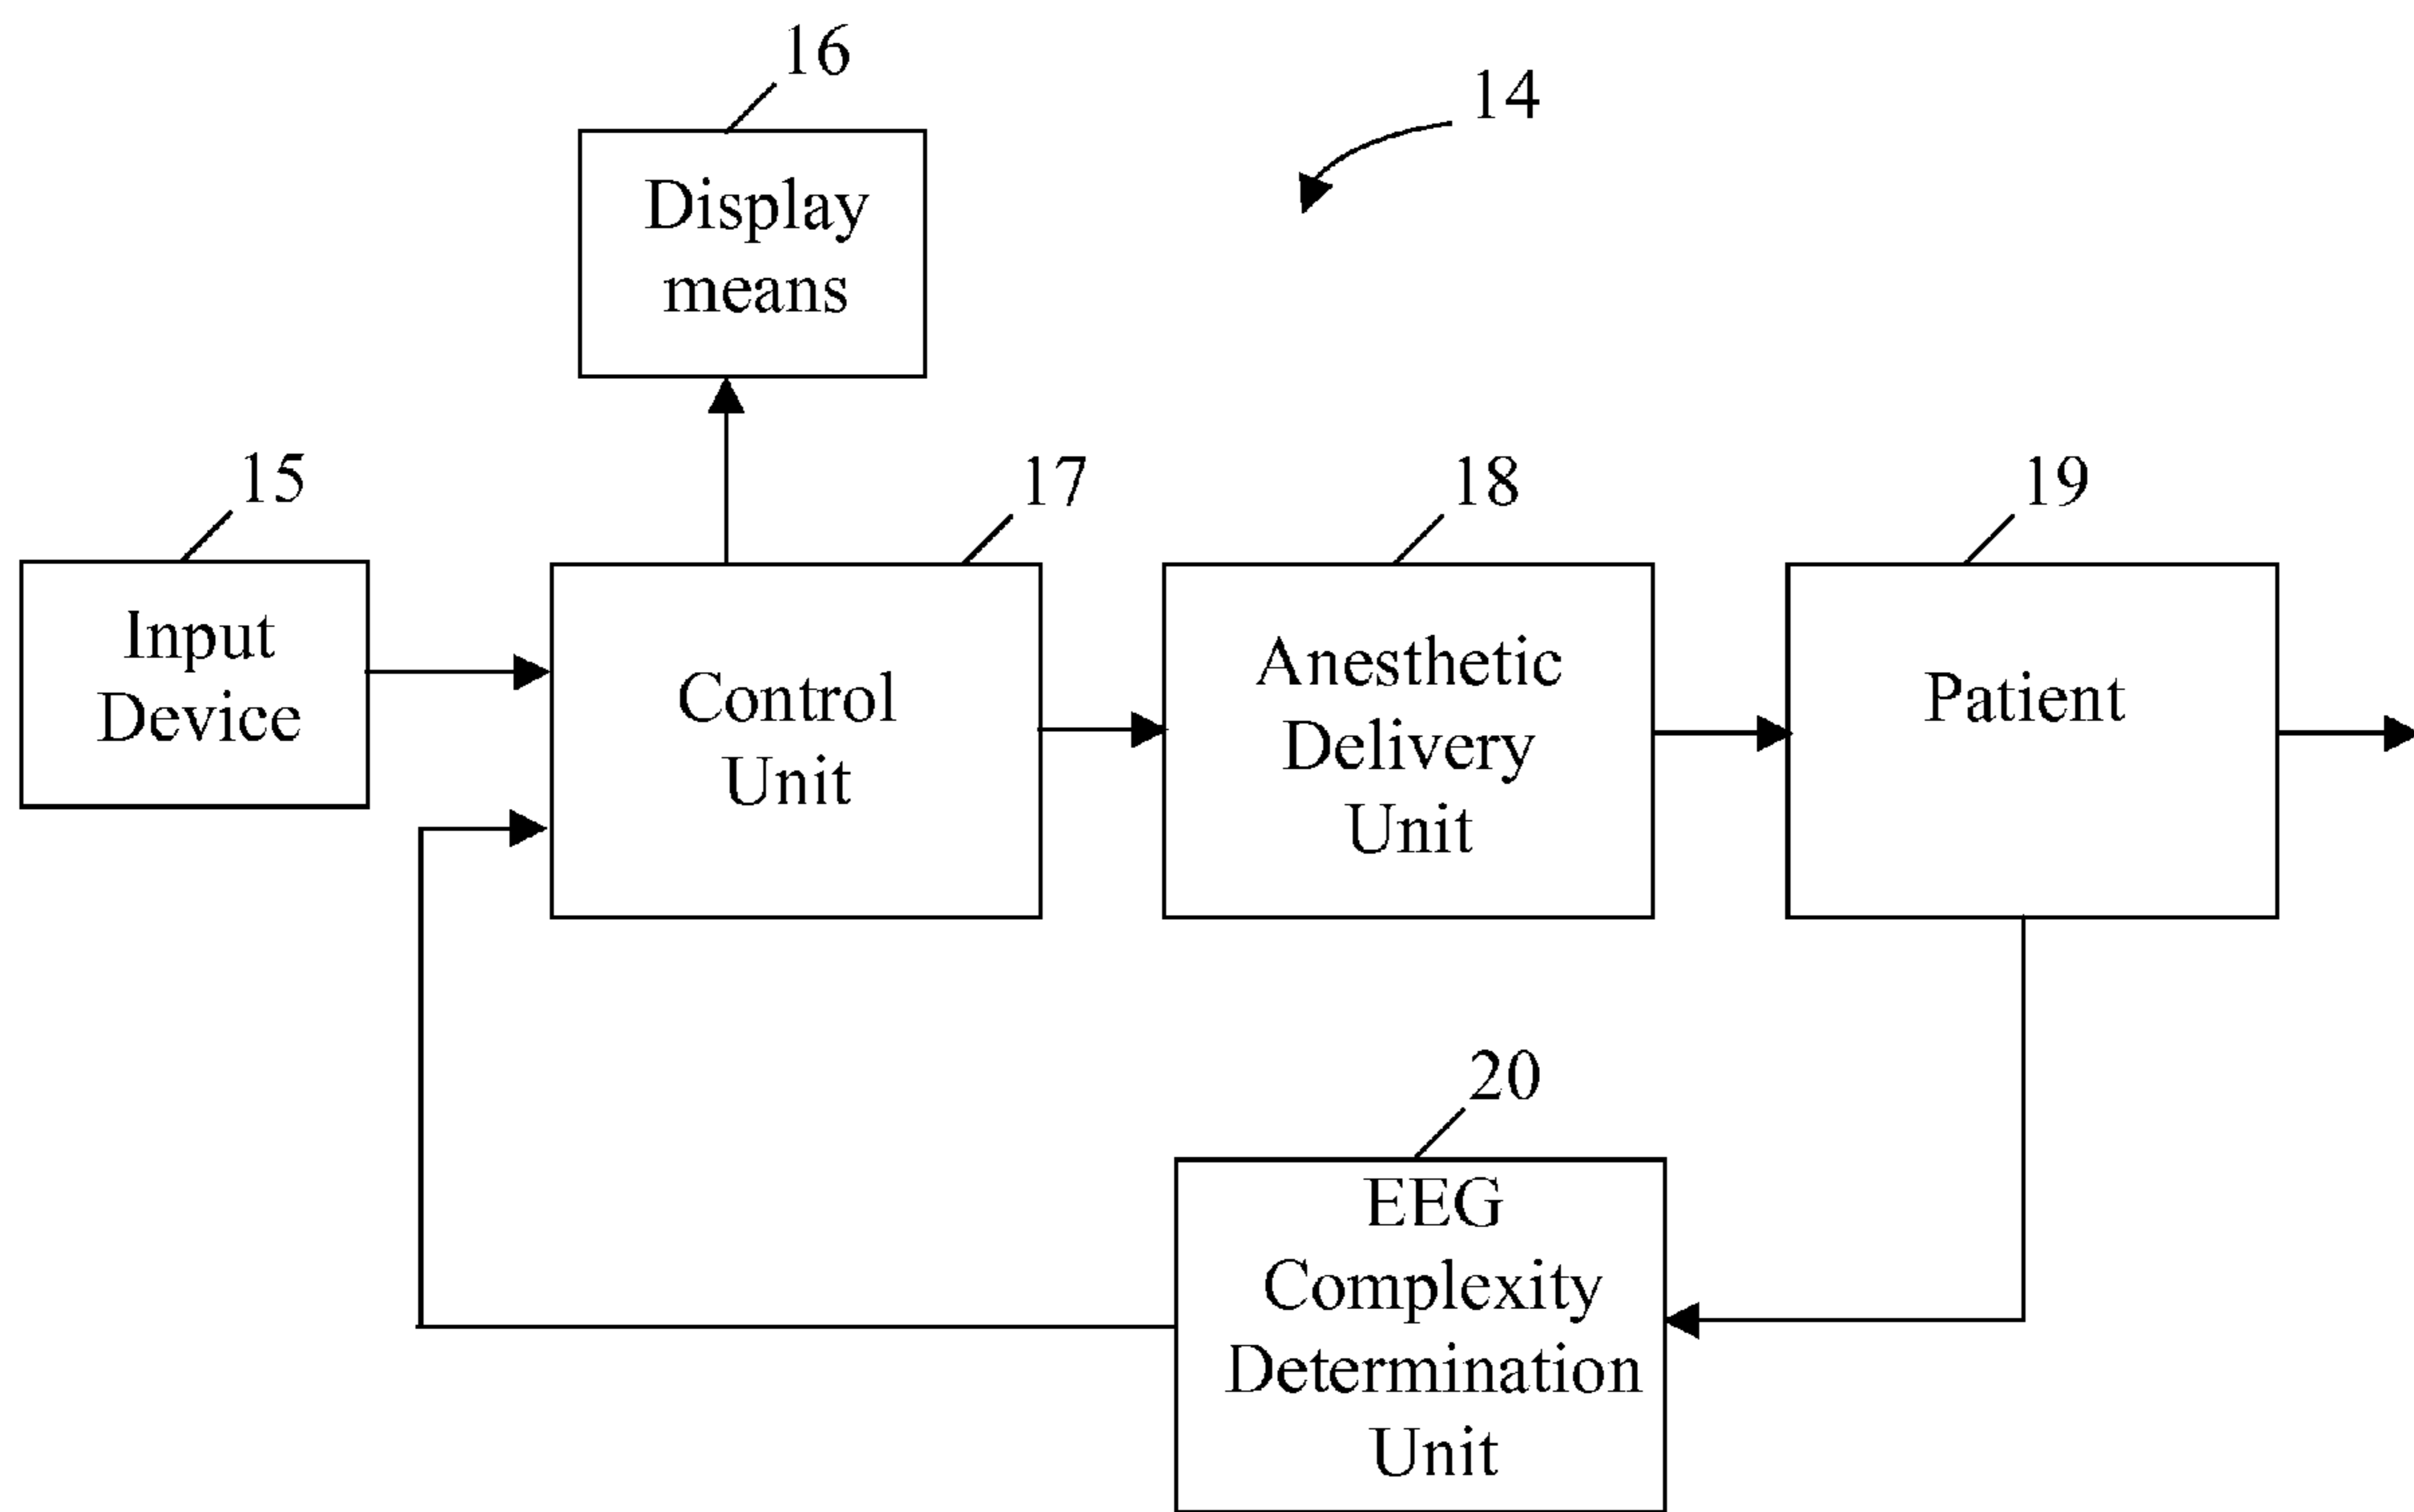 16
14
Display
means
15
17
18
19
Input
Device
Control
Unit
Anesthetic
Delivery
Unit
Patient
20
EEG
Complexity
Determination
Unit